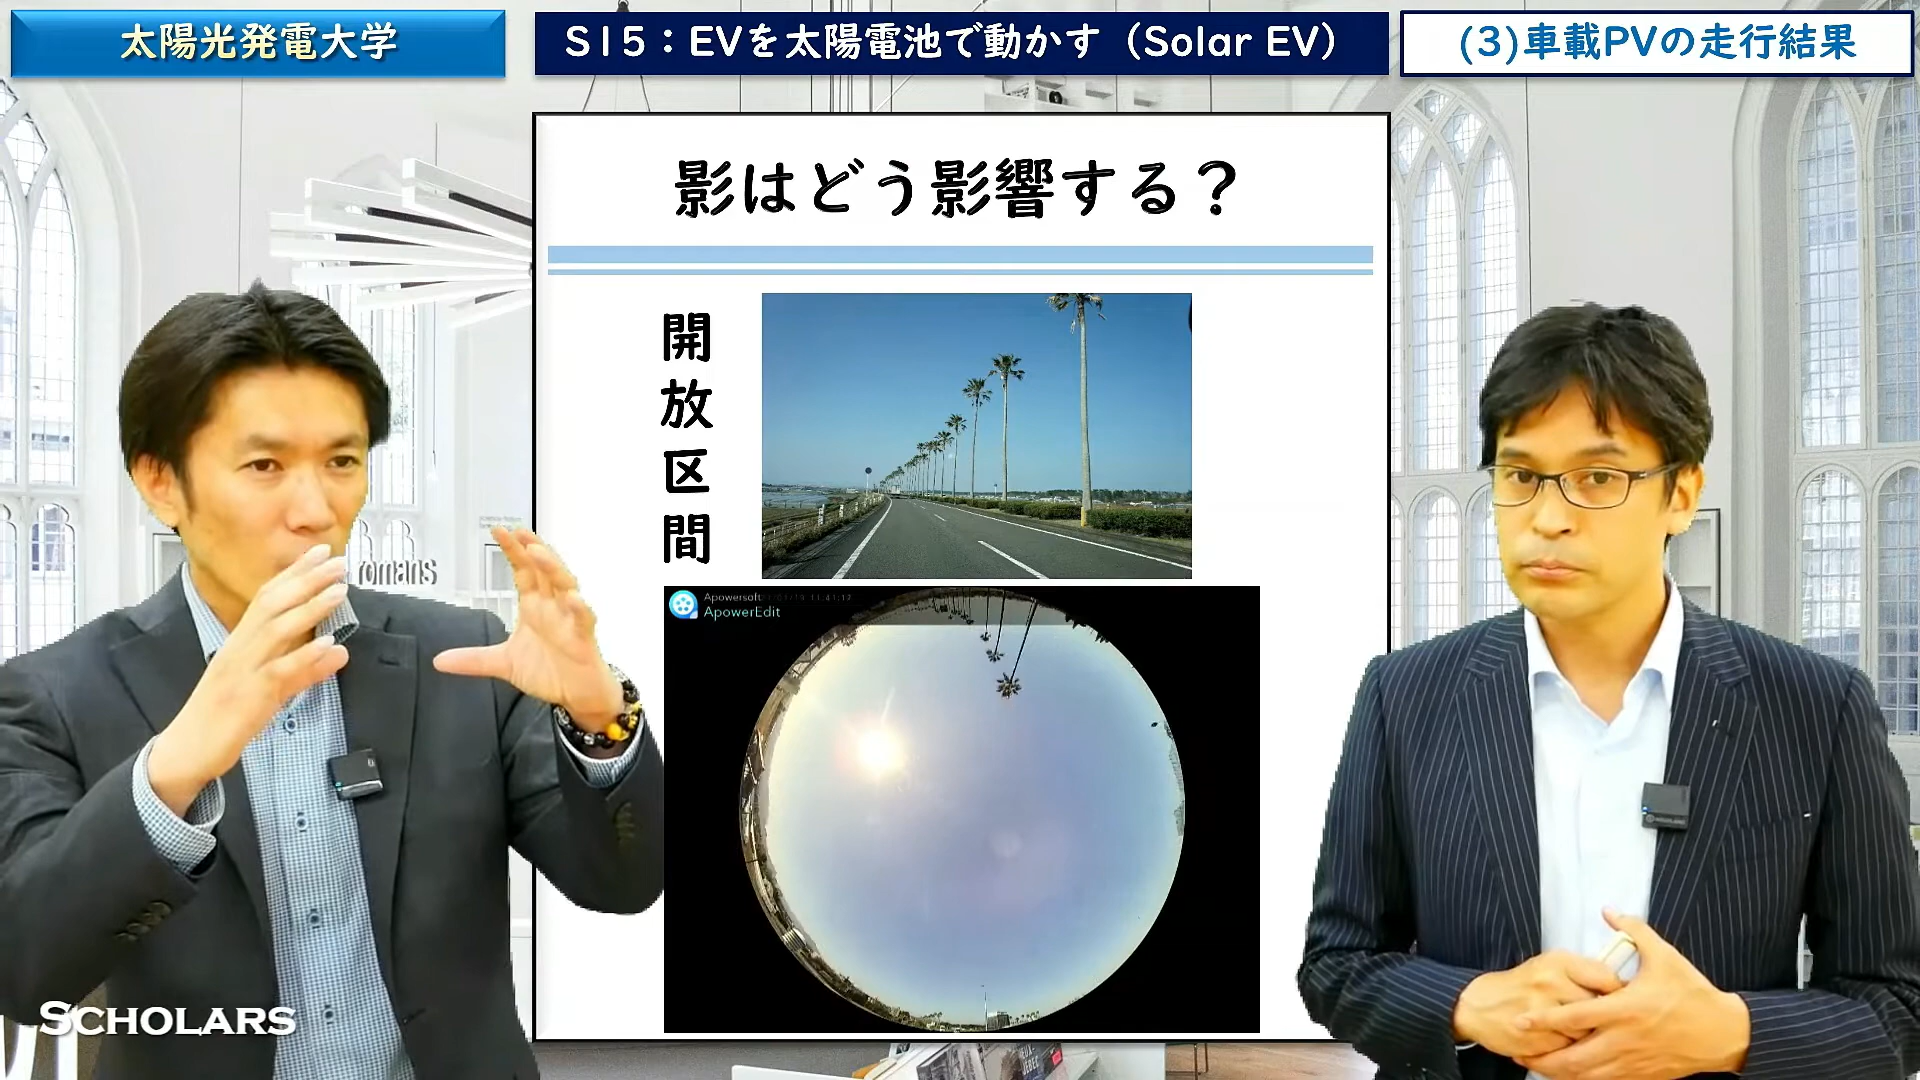 太陽光発電大学
S15：EVを太陽電池で動かす（Solar EV）
(3)車載PVの走行結果
影はどう影響する？
開放区間
Apowersoft
ApowerEdit
romans
SCHOLARS